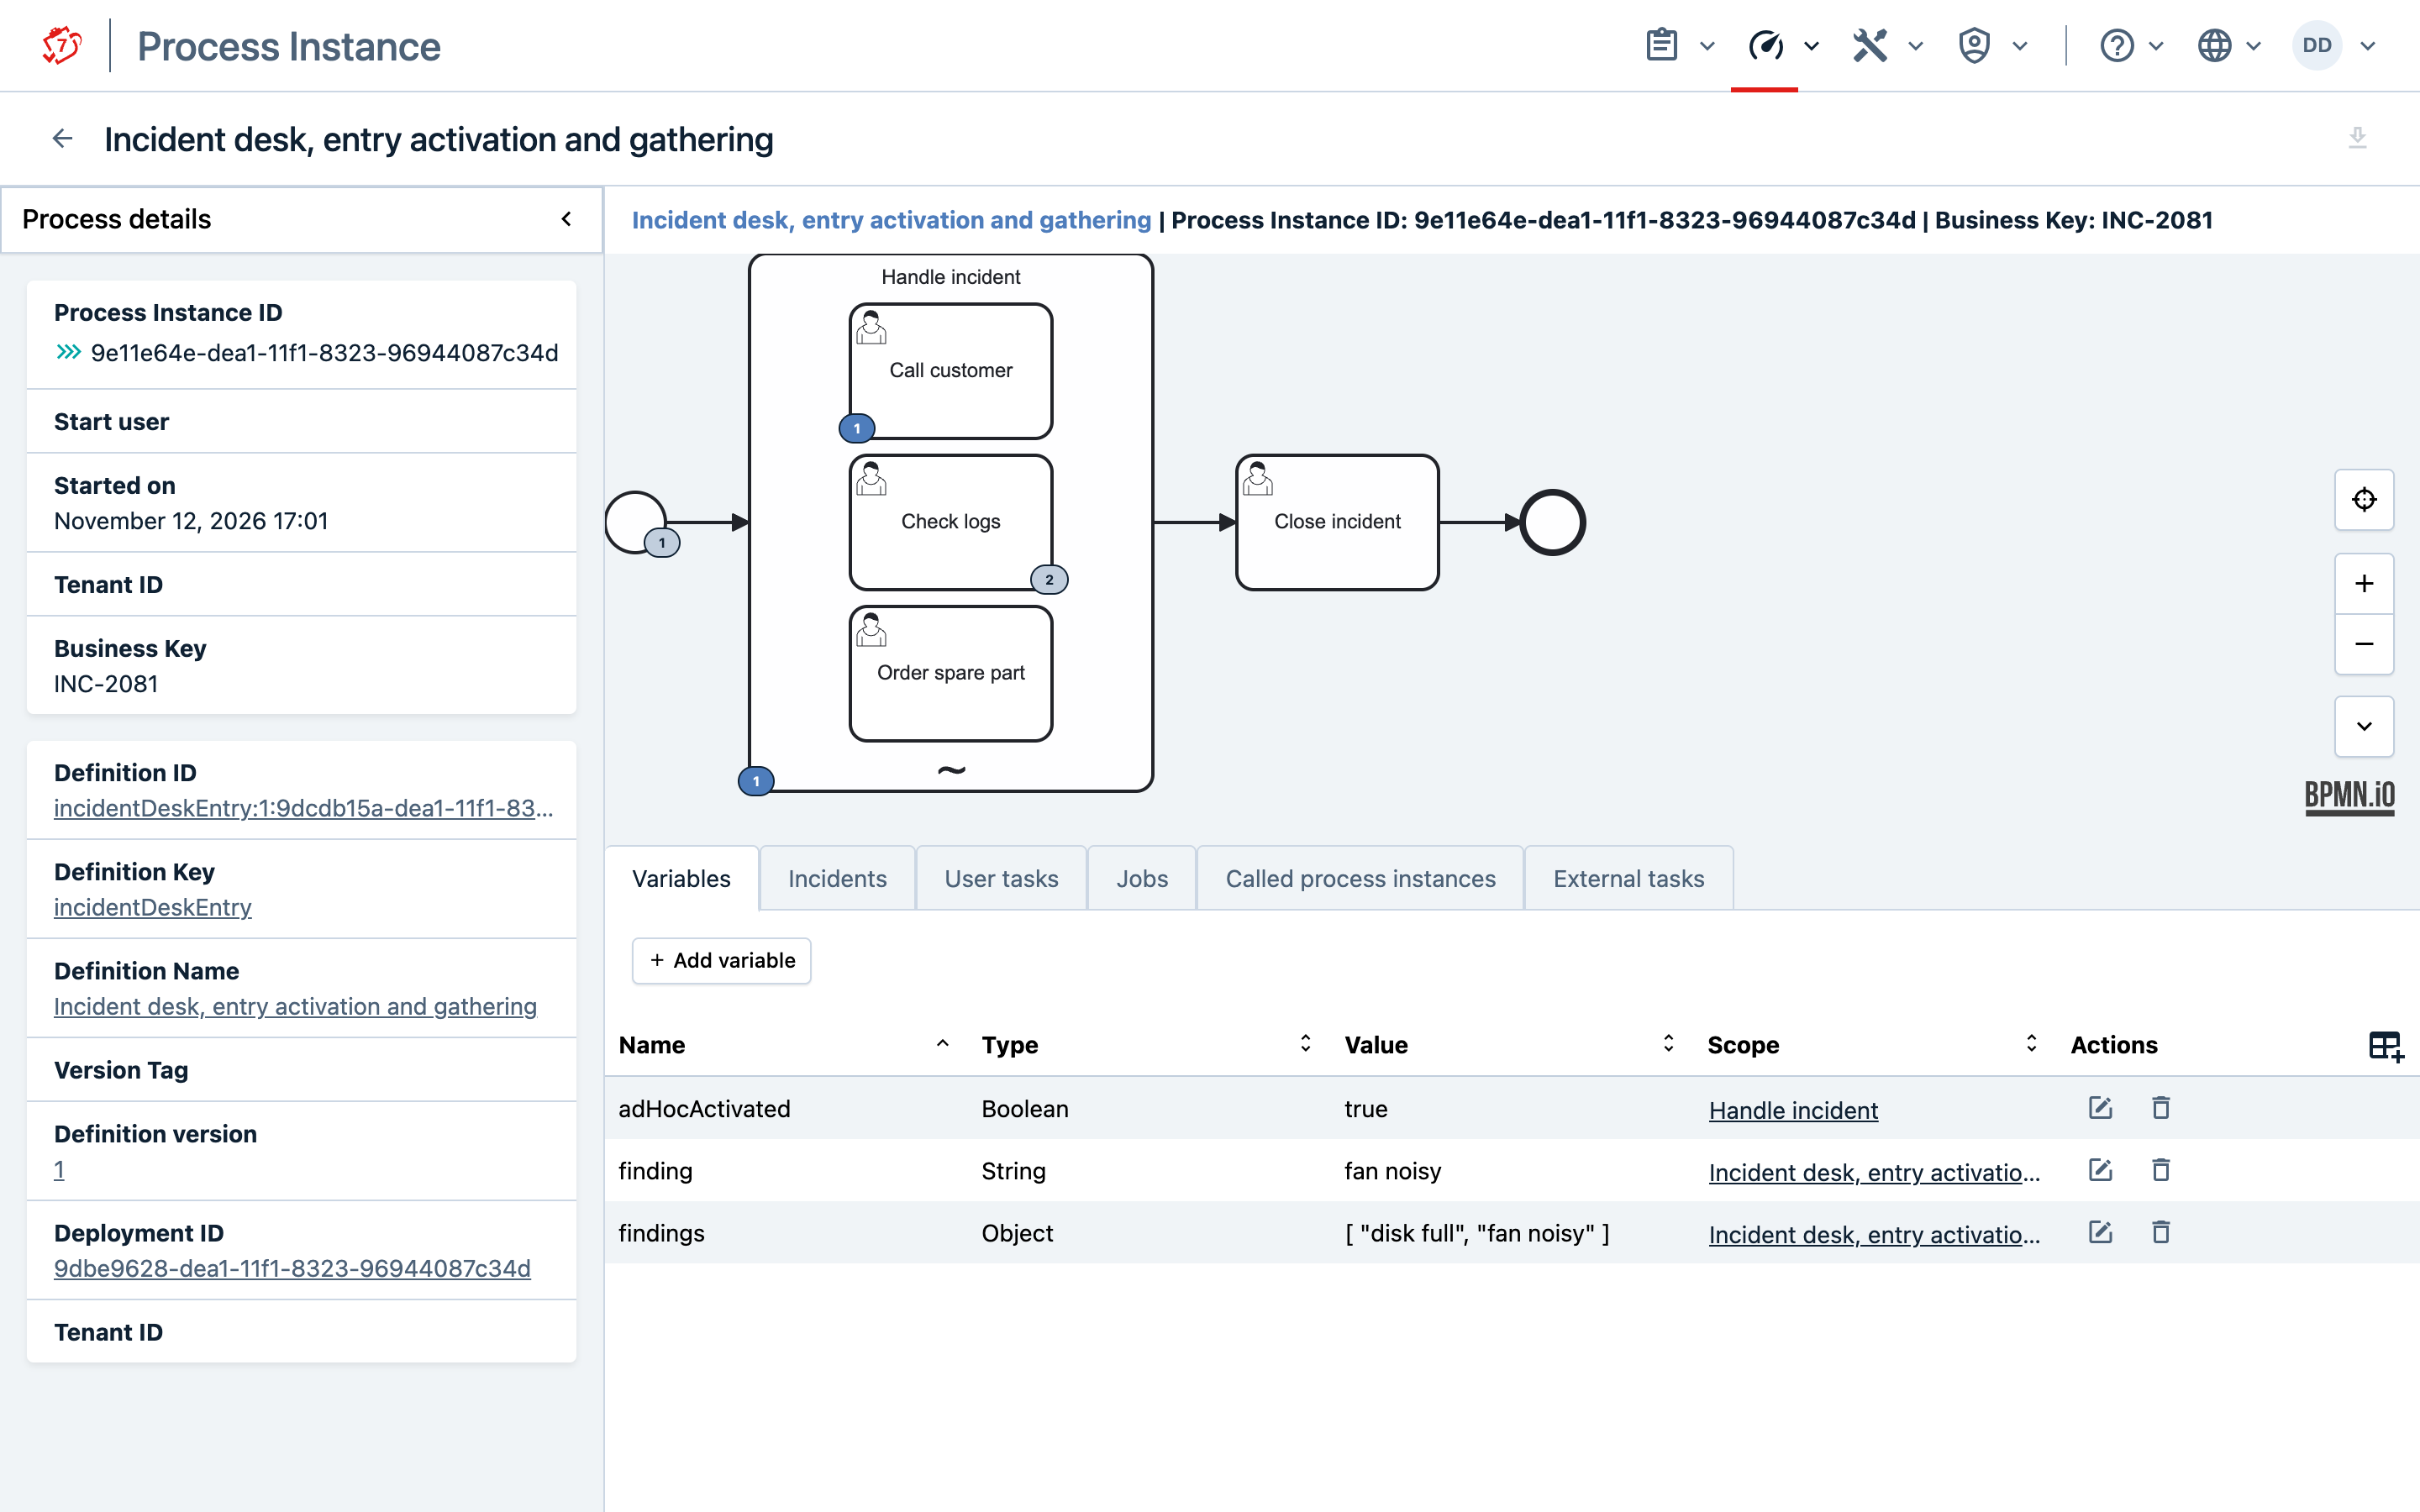 7
Process Instance
DD
Incident desk, entry activation and gathering
Process details
Incident desk, entry activation and gathering | Process Instance ID: 9e11e64e-dea1-11f1-8323-96944087c34d | Business Key: INC-2081
Process Instance ID
9e11e64e-dea1-11f1-8323-96944087c34d
Start user
Started on
November 12, 2026 17:01
Tenant ID
Business Key
INC-2081
Definition ID
incidentDeskEntry:1:9dcdb15a-dea1-11f1-83...
Definition Key
incidentDeskEntry
Definition Name
Incident desk, entry activation and gathering
Version Tag
Definition version
1
Deployment ID
9dbe9628-dea1-11f1-8323-96944087c34d
Tenant ID
Handle incident
Call customer
1
Check logs
1
2
Order spare part
1
Close incident
BPMN.iO
Variables
Incidents
User tasks
Jobs
Called process instances
External tasks
+ Add variable
Name Type Value Scope Actions
adHocActivated Boolean true Handle incident
finding String fan noisy Incident desk, entry activatio...
findings Object [ "disk full", "fan noisy" ] Incident desk, entry activatio...